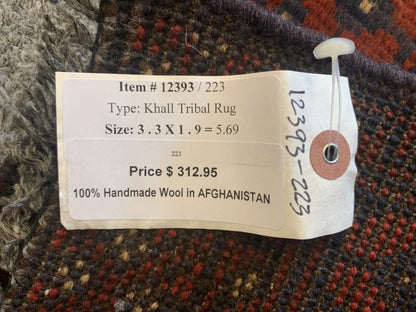 Item # 12393 / 223
Type: Khall Tribal Rug
Size: 3 . 3 X 1 . 9 = 5.69
223
Price $ 312.95
100% Handmade Wool in AFGHANISTAN
12393-223